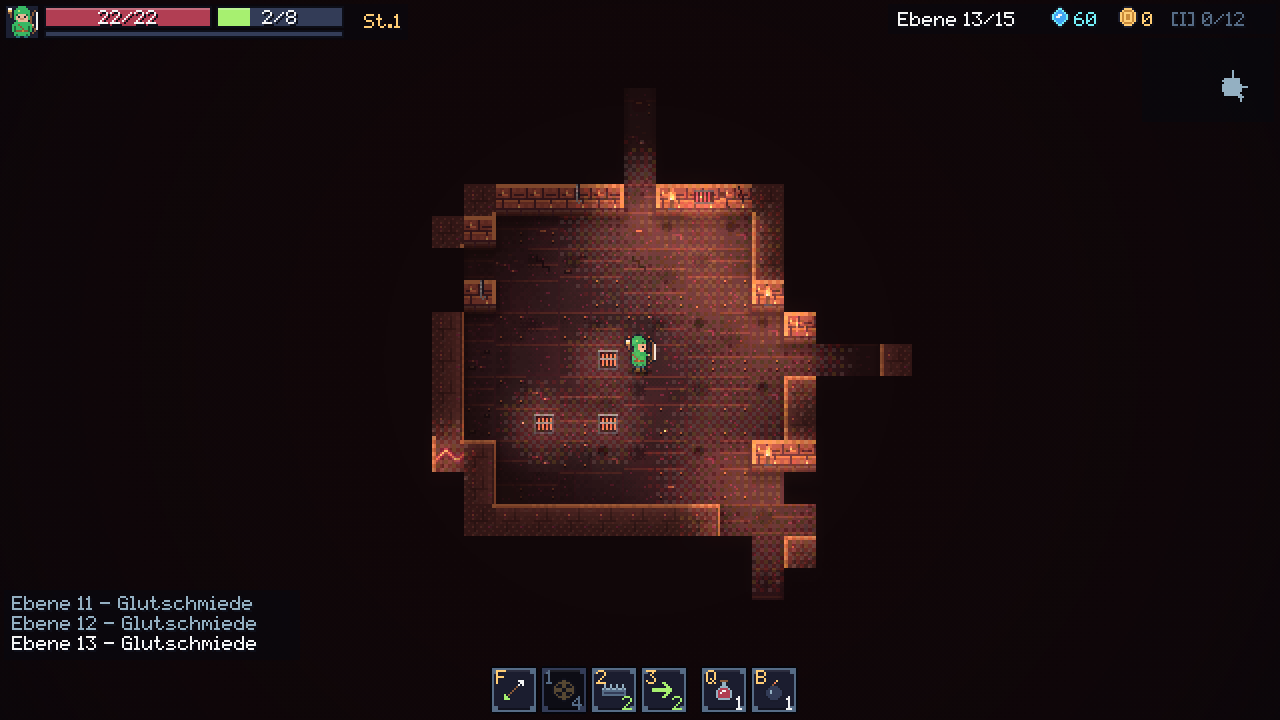 22/22
2/8
St.1
Ebene 13/15
60
0
[I] 0/12
Ebene 11 – Glutschmiede
Ebene 12 – Glutschmiede
Ebene 13 – Glutschmiede
F
1 4
2 2
3 2
Q 1
B 1